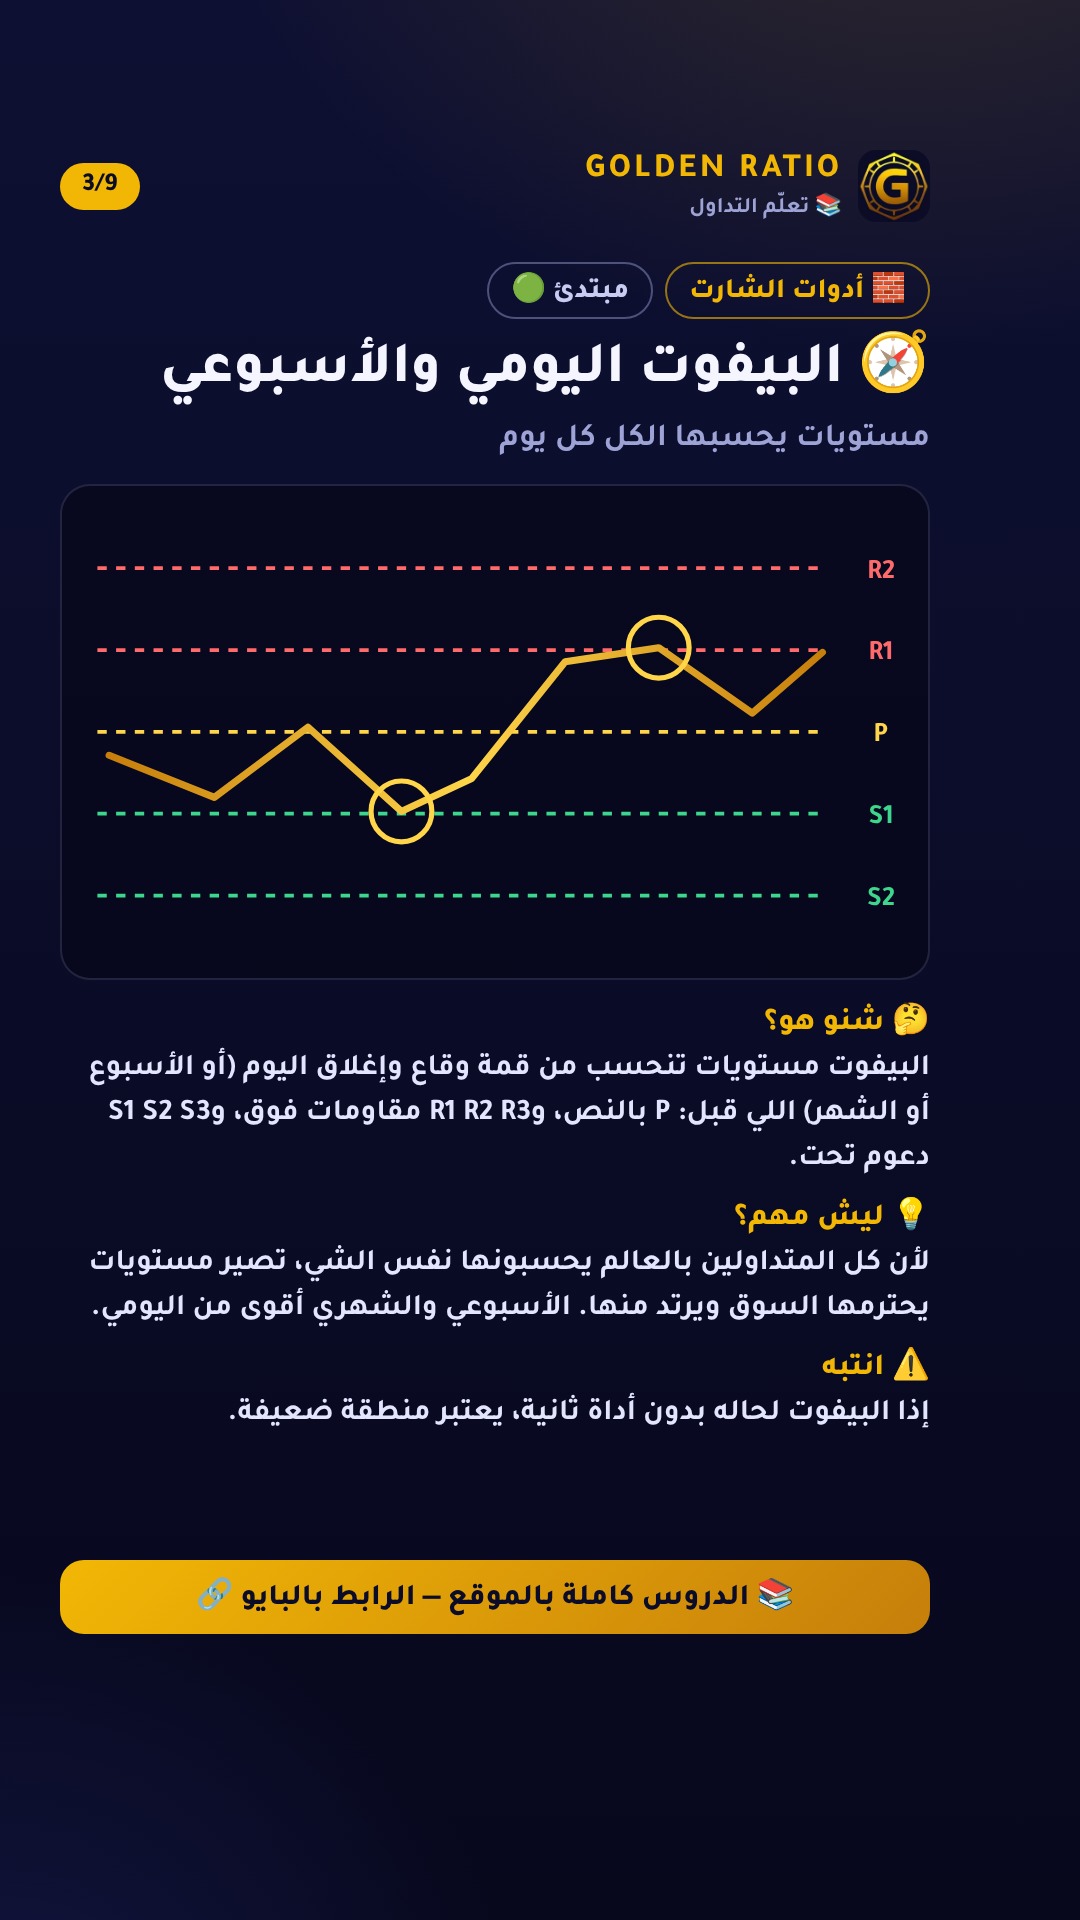 GOLDEN RATIO
📚 تعلّم التداول
3/9
🧱 أدوات الشارت
مبتدئ 🟢
🧭 البيفوت اليومي والأسبوعي
مستويات يحسبها الكل كل يوم
R2
R1
P
S1
S2
🤔 شنو هو؟
البيفوت مستويات تنحسب من قمة وقاع وإغلاق اليوم (أو الأسبوع
أو الشهر) اللي قبل: P بالنص، وR1 R2 R3 مقاومات فوق، وS1 S2 S3
دعوم تحت.
💡 ليش مهم؟
لأن كل المتداولين بالعالم يحسبونها نفس الشي، تصير مستويات
يحترمها السوق ويرتد منها. الأسبوعي والشهري أقوى من اليومي.
⚠️ انتبه
إذا البيفوت لحاله بدون أداة ثانية، يعتبر منطقة ضعيفة.
📚 الدروس كاملة بالموقع — الرابط بالبايو 🔗